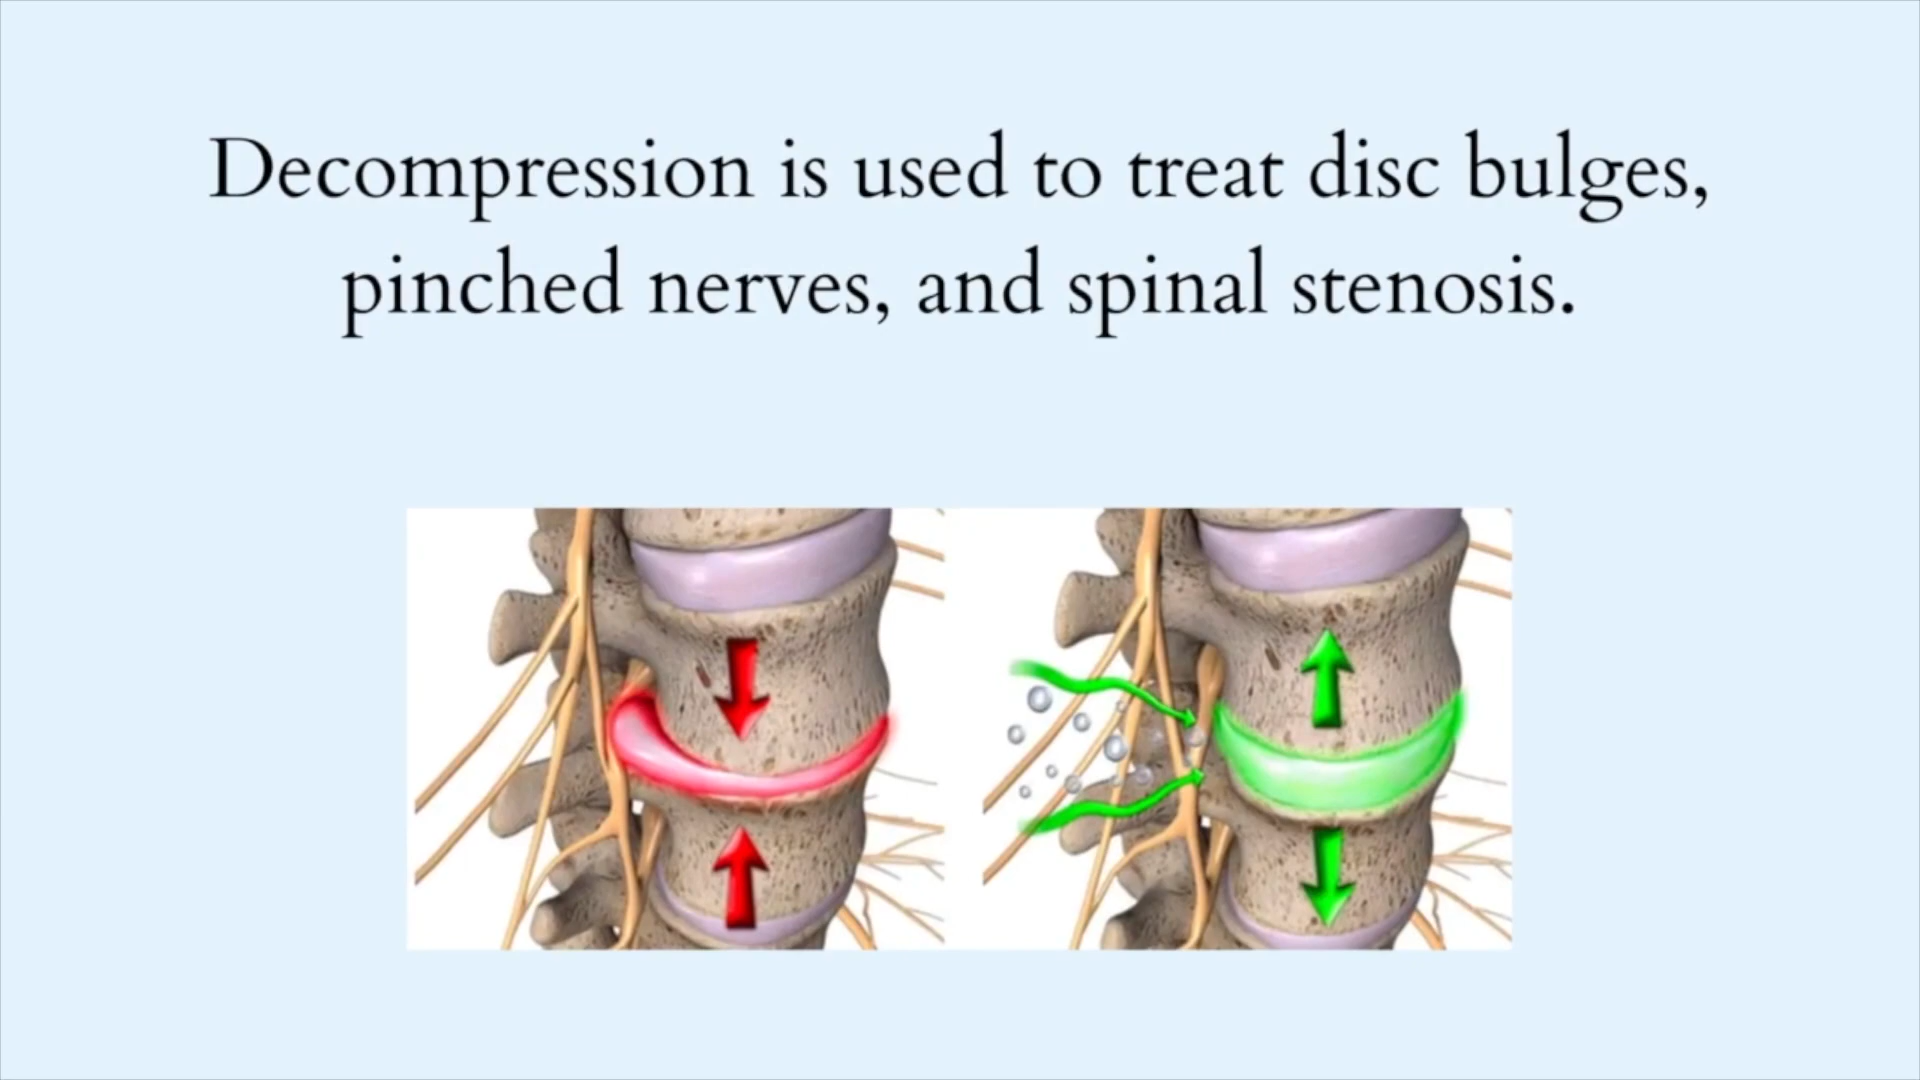 Decompression is used to treat disc bulges,
pinched nerves, and spinal stenosis.